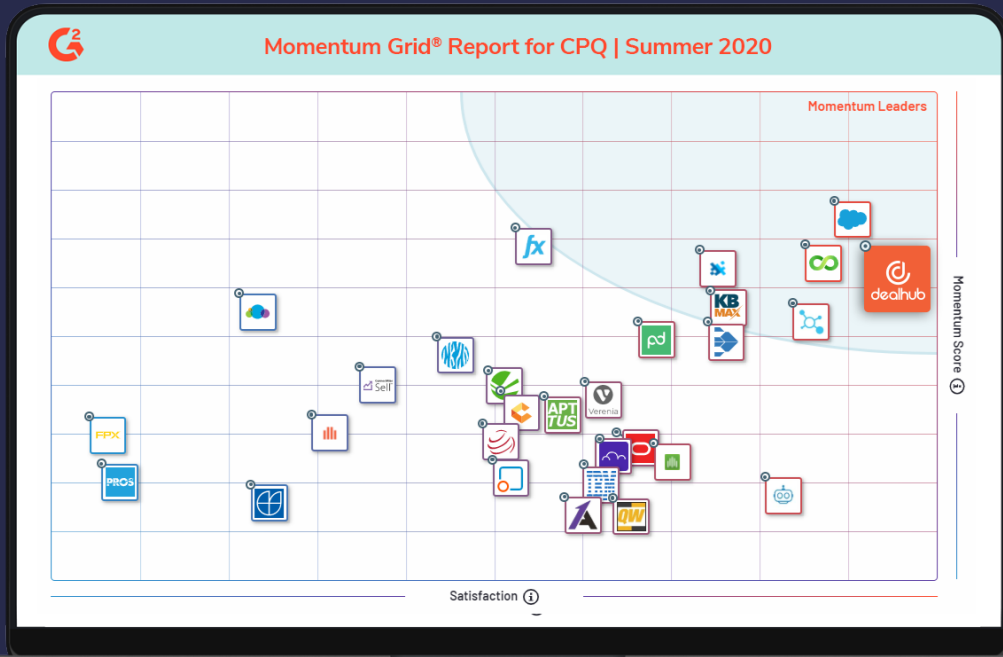 G2
Momentum Grid® Report for CPQ | Summer 2020
Momentum Leaders
fx
dealhub
KB
MAX
pd
Self
Verenia
APT
TUS
FPX
PROS
QW
Momentum Score
Satisfaction